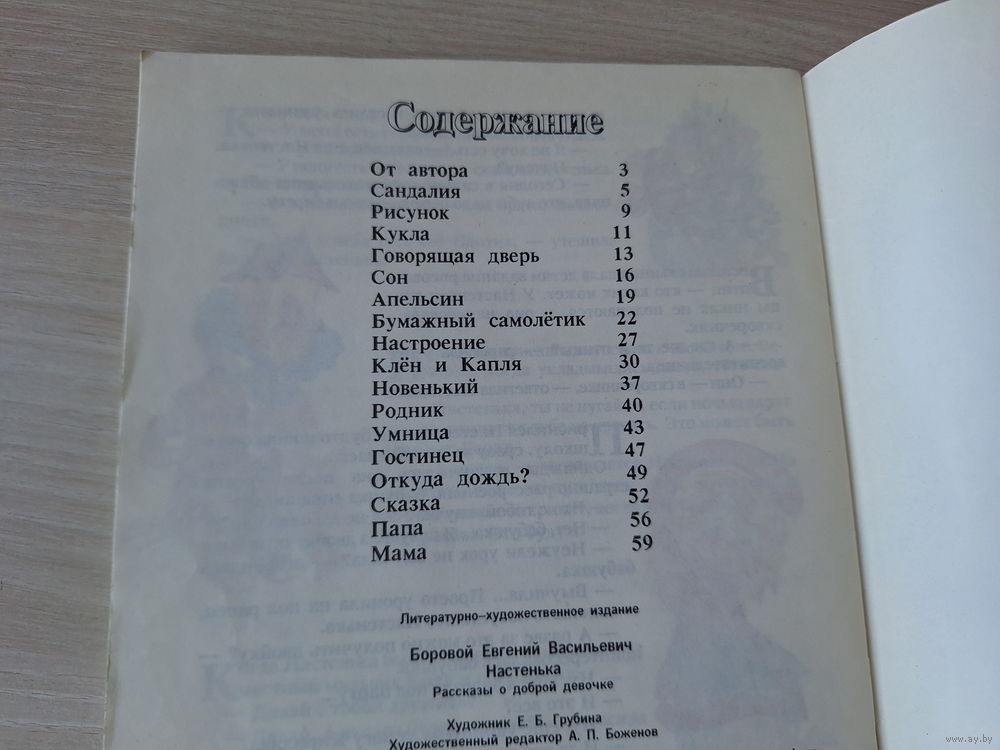 Содержание
От автора 3
Сандалия 5
Рисунок 9
Кукла 11
Говорящая дверь 13
Сон 16
Апельсин 19
Бумажный самолётик 22
Настроение 27
Клён и Капля 30
Новенький 37
Родник 40
Умница 43
Гостинец 47
Откуда дождь? 49
Сказка 52
Папа 56
Мама 59
Литературно-художественное издание
Боровой Евгений Васильевич
Настенька
Рассказы о доброй девочке
Художник Е. Б. Грубина
Художественный редактор А. П. Боженов
www.ay.by